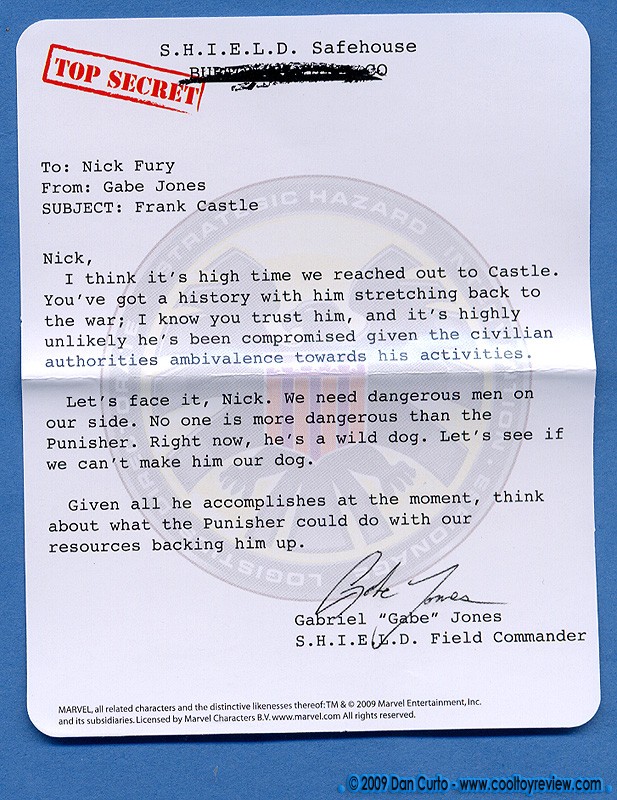 S.H.I.E.L.D. Safehouse
TOP SECRET
To: Nick Fury
From: Gabe Jones
SUBJECT: Frank Castle
Nick,
I think it's high time we reached out to Castle.
You've got a history with him stretching back to
the war; I know you trust him, and it's highly
unlikely he's been compromised given the civilian
authorities ambivalence towards his activities.
Let's face it, Nick. We need dangerous men on
our side. No one is more dangerous than the
Punisher. Right now, he's a wild dog. Let's see if
we can't make him our dog.
Given all he accomplishes at the moment, think
about what the Punisher could do with our
resources backing him up.
Gabe Jones
Gabriel "Gabe" Jones
S.H.I.E.L.D. Field Commander
MARVEL, all related characters and the distinctive likenesses thereof: TM & © 2009 Marvel Entertainment, Inc.
and its subsidiaries. Licensed by Marvel Characters B.V. www.marvel.com All rights reserved.
STRATEGIC HAZARD
ESPIONAGE
LOGISTICS
© 2009 Dan Curto - www.cooltoyreview.com